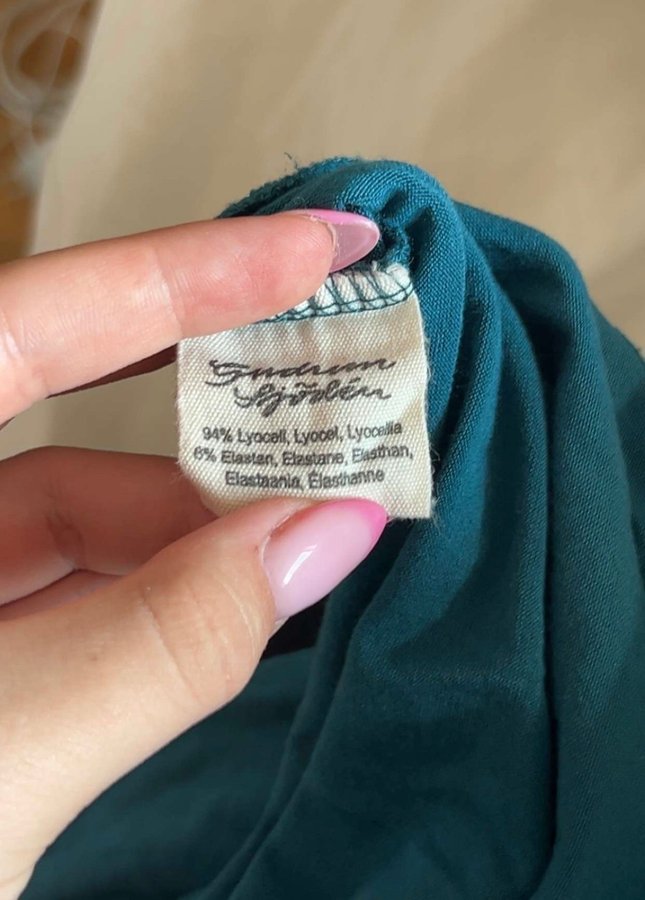 Gudrun
Sjödén
94% Lyocell, Lyocel, Lyocellia
6% Elastan, Elastane, Elasthan,
Elastaania, Élasthanne